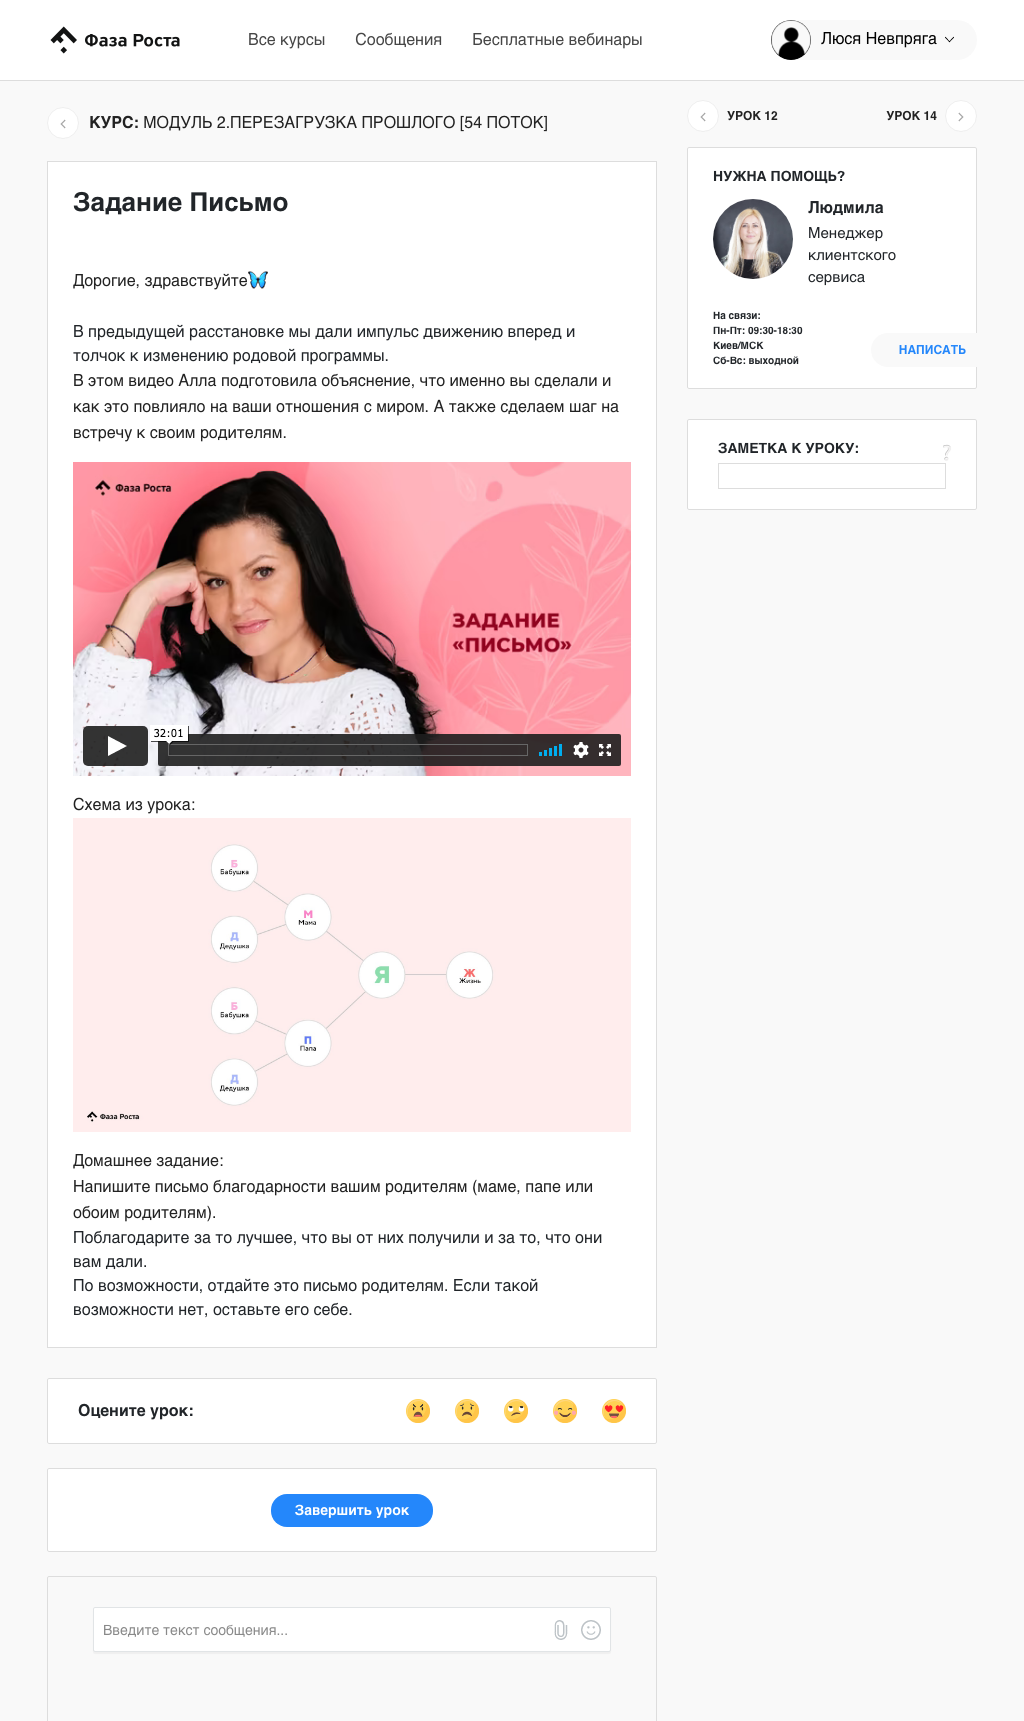 Фаза Роста
Все курсы
Сообщения
Бесплатные вебинары
Люся Невпряга
КУРС: МОДУЛЬ 2.ПЕРЕЗАГРУЗКА ПРОШЛОГО [54 ПОТОК]
УРОК 12
УРОК 14
Задание Письмо
Дорогие, здравствуйте🦋
В предыдущей расстановке мы дали импульс движению вперед и
толчок к изменению родовой программы.
В этом видео Алла подготовила объяснение, что именно вы сделали и
как это повлияло на ваши отношения с миром. А также сделаем шаг на
встречу к своим родителям.
Фаза Роста
ЗАДАНИЕ
«ПИСЬМО»
32:01
Схема из урока:
Б
Бабушка
М
Мама
Д
Дедушка
Я
Ж
Жизнь
Б
Бабушка
П
Папа
Д
Дедушка
Фаза Роста
Домашнее задание:
Напишите письмо благодарности вашим родителям (маме, папе или
обоим родителям).
Поблагодарите за то лучшее, что вы от них получили и за то, что они
вам дали.
По возможности, отдайте это письмо родителям. Если такой
возможности нет, оставьте его себе.
Оцените урок:
Завершить урок
Введите текст сообщения...
НУЖНА ПОМОЩЬ?
Людмила
Менеджер
клиентского
сервиса
На связи:
Пн-Пт: 09:30-18:30
Киев/МСК
Сб-Вс: выходной
НАПИСАТЬ
ЗАМЕТКА К УРОКУ:
?